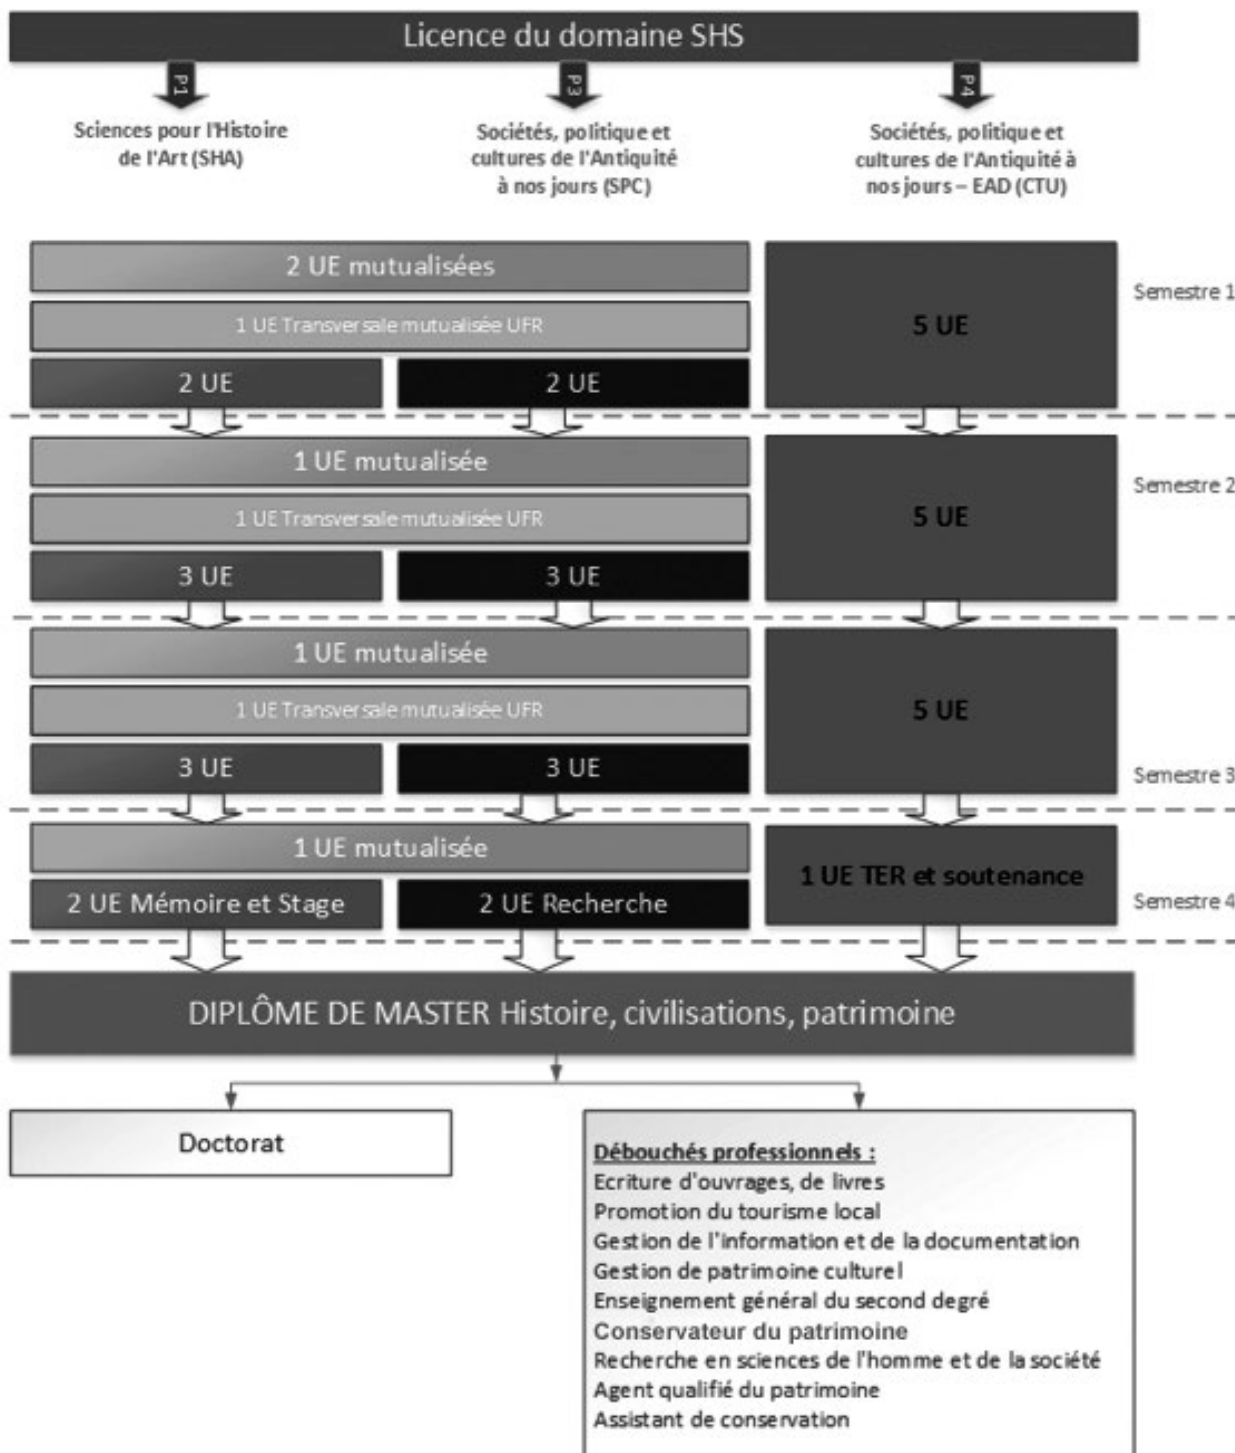 Licence du domaine SHS
P1
P3
P4
Sciences pour l'Histoire
de l'Art (SHA)
Sociétés, politique et
cultures de l'Antiquité
à nos jours (SPC)
Sociétés, politique et
cultures de l'Antiquité à
nos jours – EAD (CTU)
2 UE mutualisées
1 UE Transversale mutualisée UFR
2 UE
2 UE
5 UE
Semestre 1
1 UE mutualisée
1 UE Transversale mutualisée UFR
3 UE
3 UE
5 UE
Semestre 2
1 UE mutualisée
1 UE Transversale mutualisée UFR
3 UE
3 UE
5 UE
Semestre 3
1 UE mutualisée
2 UE Mémoire et Stage
2 UE Recherche
1 UE TER et soutenance
Semestre 4
DIPLÔME DE MASTER Histoire, civilisations, patrimoine
Doctorat
Débouchés professionnels :
Ecriture d'ouvrages, de livres
Promotion du tourisme local
Gestion de l'information et de la documentation
Gestion de patrimoine culturel
Enseignement général du second degré
Conservateur du patrimoine
Recherche en sciences de l'homme et de la société
Agent qualifié du patrimoine
Assistant de conservation